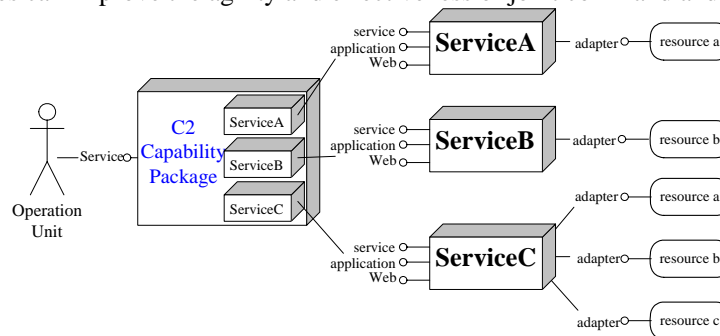 service
application
Web
ServiceA
adapter
resource a
C2
Capability
Package
ServiceA
ServiceB
ServiceC
Service
Operation
Unit
service
application
Web
ServiceB
adapter
resource b
service
application
Web
ServiceC
adapter
resource a
adapter
resource b
adapter
resource c